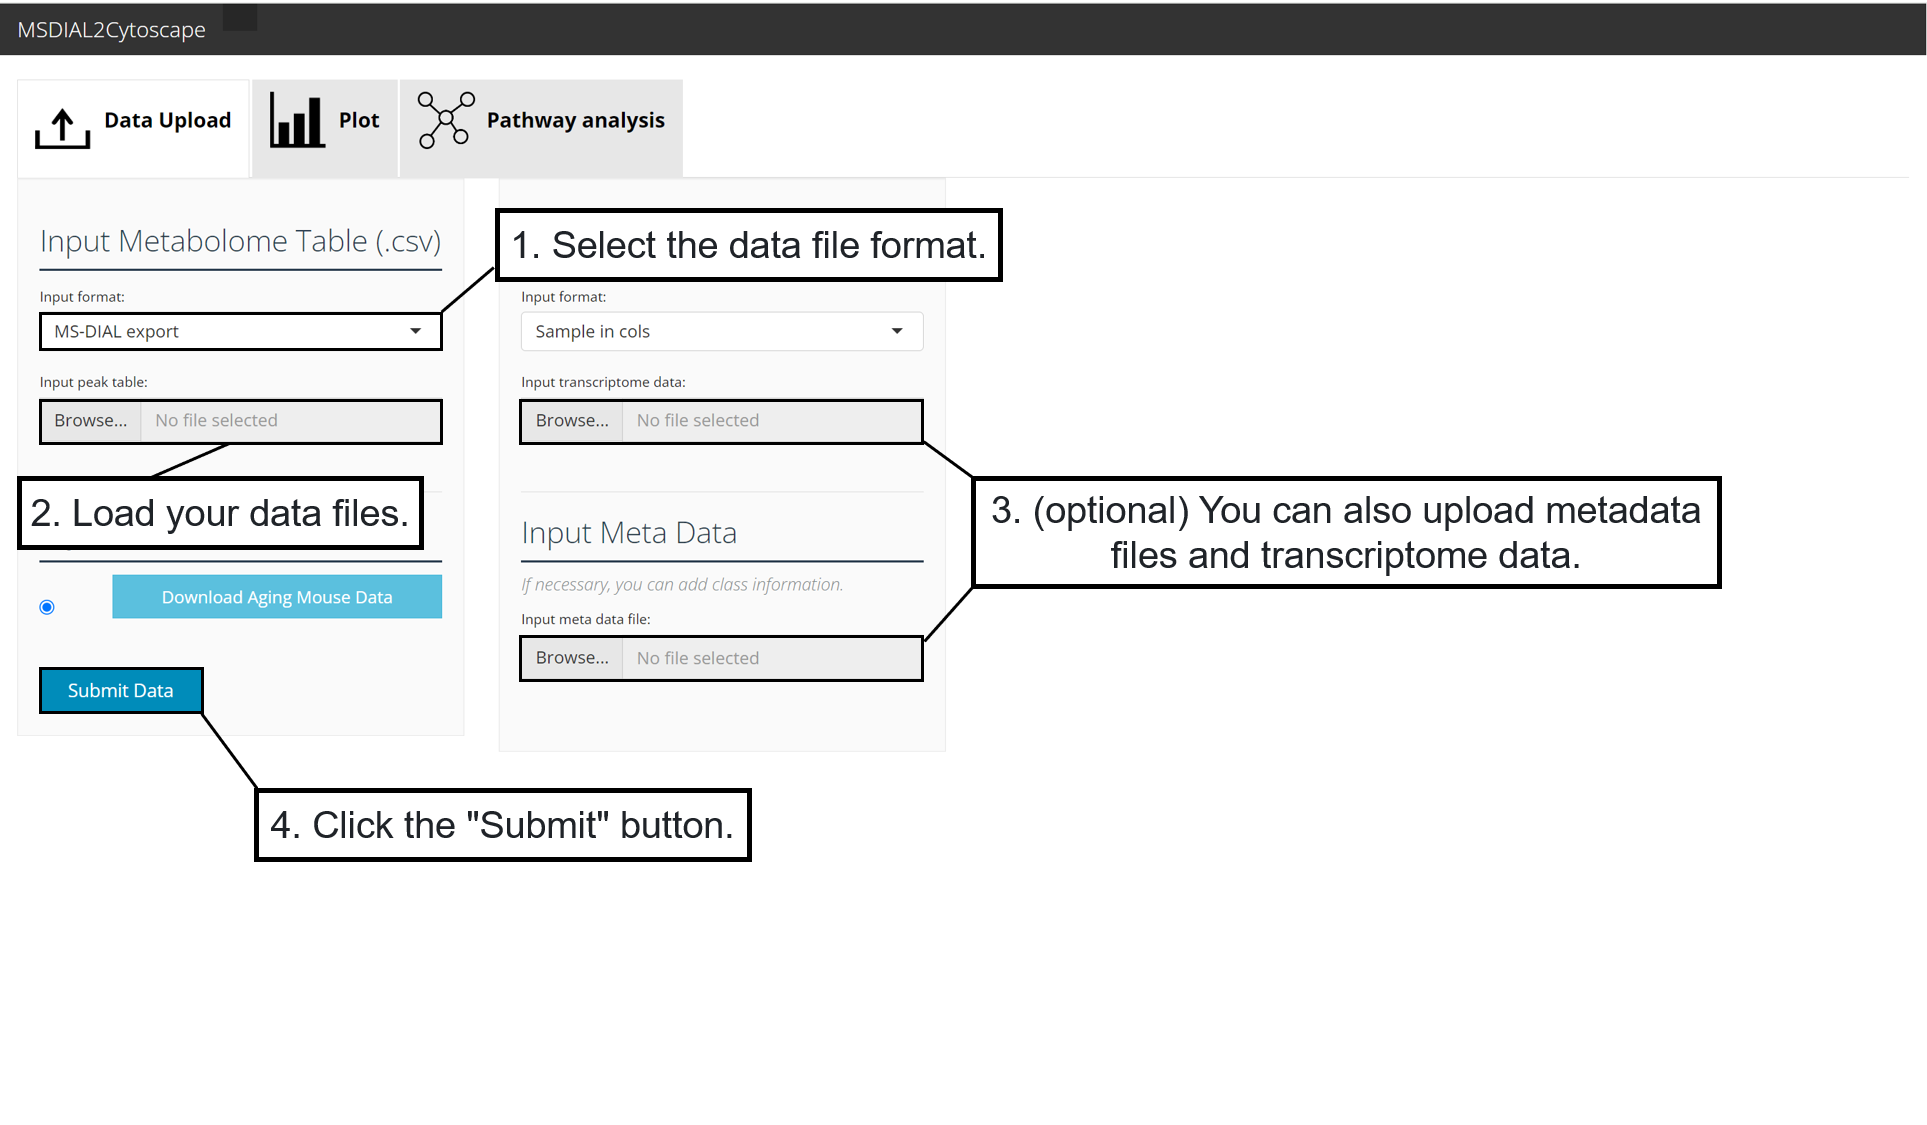 MSDIAL2Cytoscape
Data Upload
Plot
Pathway analysis
Input Metabolome Table (.csv)
1. Select the data file format.
Input format:
MS-DIAL export
Input peak table:
Browse... No file selected
2. Load your data files.
Download Aging Mouse Data
Submit Data
Input format:
Sample in cols
Input transcriptome data:
Browse... No file selected
3. (optional) You can also upload metadata
files and transcriptome data.
Input Meta Data
If necessary, you can add class information.
Input meta data file:
Browse... No file selected
4. Click the "Submit" button.